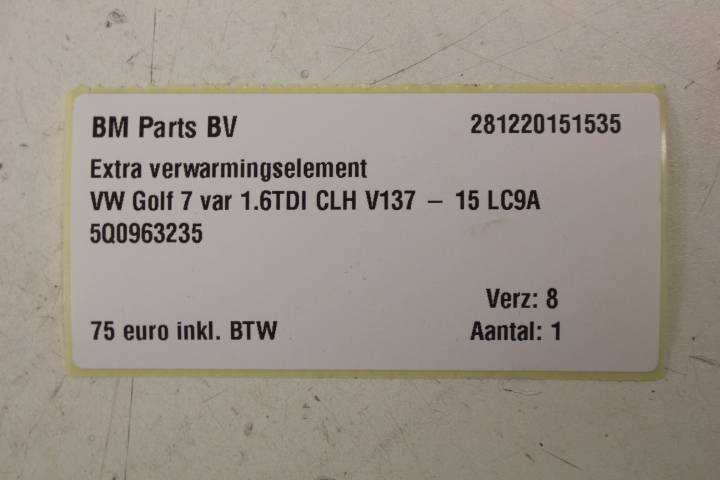 BM Parts BV 281220151535
Extra verwarmingselement
VW Golf 7 var 1.6TDI CLH V137 – 15 LC9A
5Q0963235
Verz: 8
75 euro inkl. BTW Aantal: 1